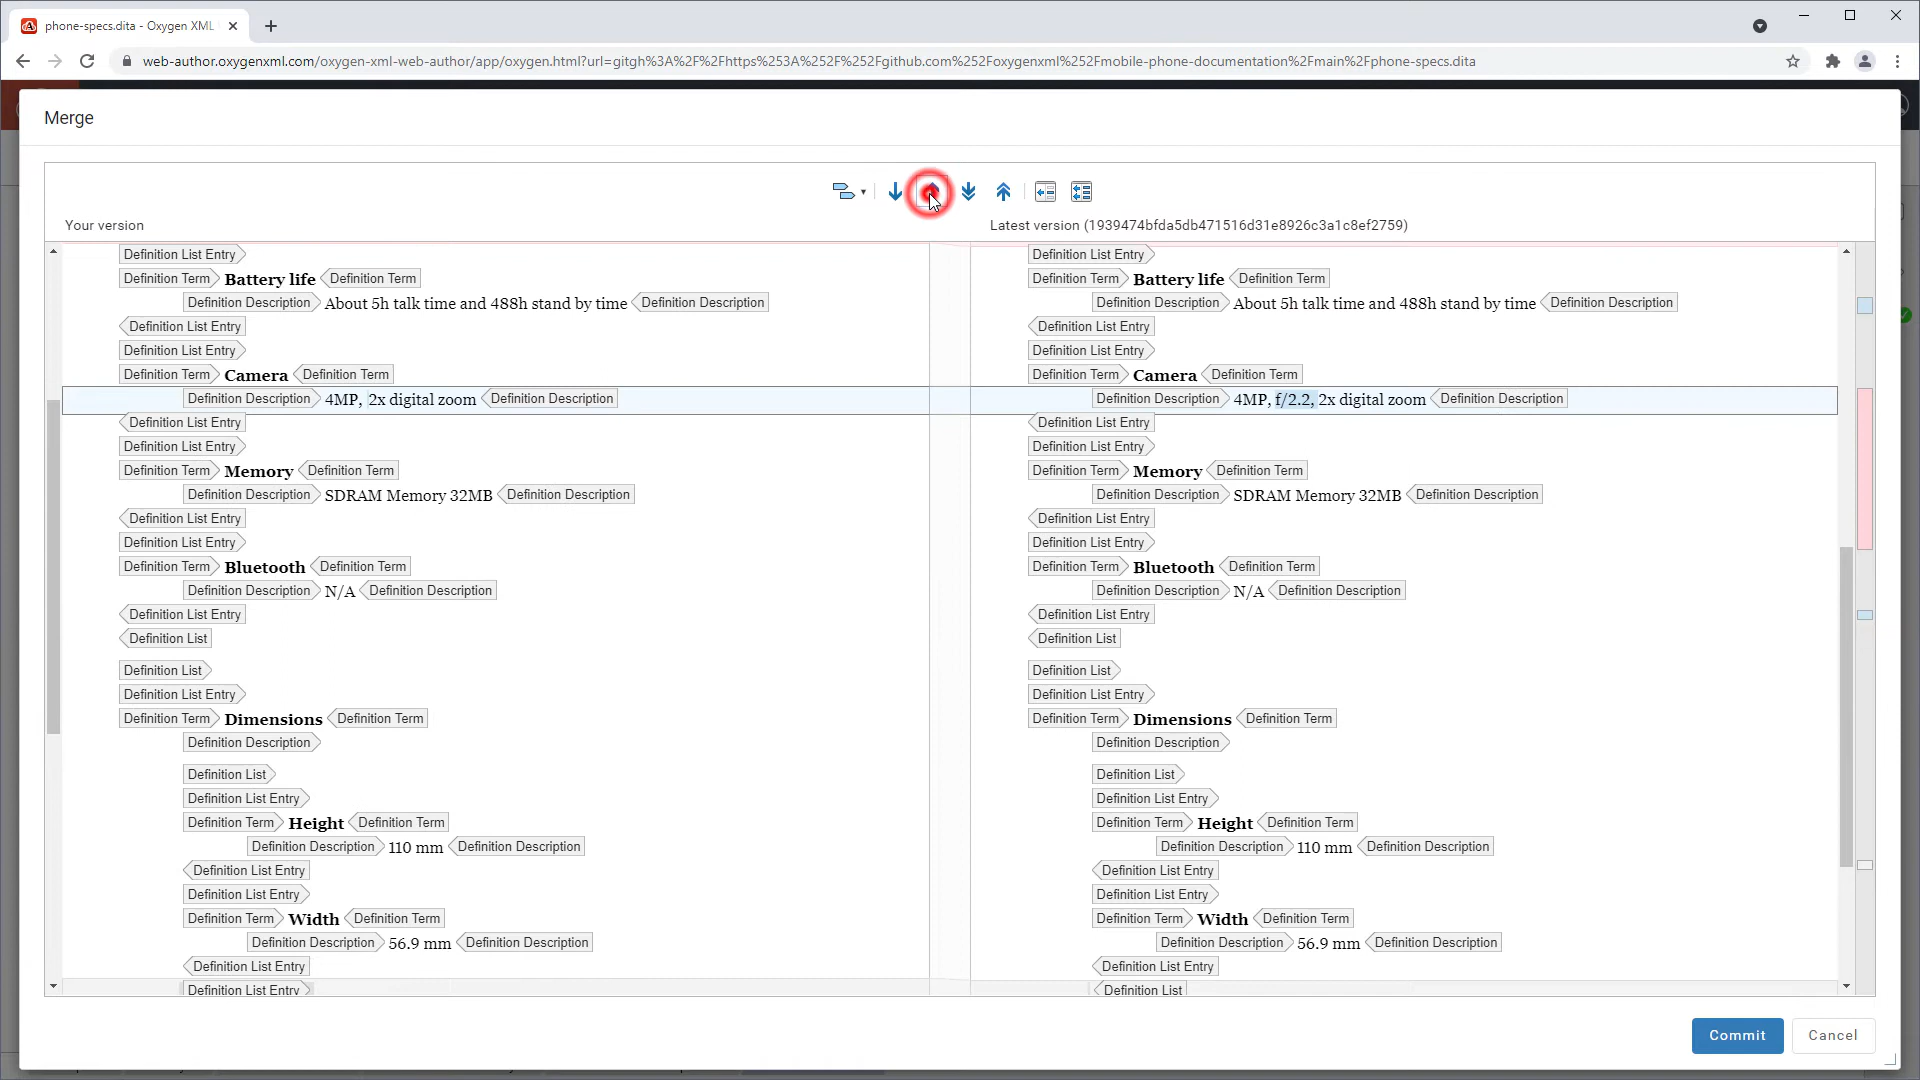 phone-specs.dita - Oxygen XML
web-author.oxygenxml.com/oxygen-xml-web-author/app/oxygen.html?url=gitgh%3A%2F%2Fhttps%253A%252F%252Fgithub.com%252Foxygenxml%252Fmobile-phone-documentation%2Fmain%2Fphone-specs.dita
Merge
Your version
Latest version (1939474bfda5db471516d31e8926c3a1c8ef2759)
Definition List Entry Definition List Entry
Definition Term Battery life Definition Term Definition Term Battery life Definition Term
Definition Description About 5h talk time and 488h stand by time Definition Description Definition Description About 5h talk time and 488h stand by time Definition Description
Definition List Entry Definition List Entry
Definition List Entry Definition List Entry
Definition Term Camera Definition Term Definition Term Camera Definition Term
Definition Description 4MP, 2x digital zoom Definition Description Definition Description 4MP, f/2.2, 2x digital zoom Definition Description
Definition List Entry Definition List Entry
Definition List Entry Definition List Entry
Definition Term Memory Definition Term Definition Term Memory Definition Term
Definition Description SDRAM Memory 32MB Definition Description Definition Description SDRAM Memory 32MB Definition Description
Definition List Entry Definition List Entry
Definition List Entry Definition List Entry
Definition Term Bluetooth Definition Term Definition Term Bluetooth Definition Term
Definition Description N/A Definition Description Definition Description N/A Definition Description
Definition List Entry Definition List Entry
Definition List Definition List
Definition List Definition List
Definition List Entry Definition List Entry
Definition Term Dimensions Definition Term Definition Term Dimensions Definition Term
Definition Description Definition Description
Definition List Definition List
Definition List Entry Definition List Entry
Definition Term Height Definition Term Definition Term Height Definition Term
Definition Description 110 mm Definition Description Definition Description 110 mm Definition Description
Definition List Entry Definition List Entry
Definition List Entry Definition List Entry
Definition Term Width Definition Term Definition Term Width Definition Term
Definition Description 56.9 mm Definition Description Definition Description 56.9 mm Definition Description
Definition List Entry Definition List Entry
Definition List Entry Definition List
Commit Cancel